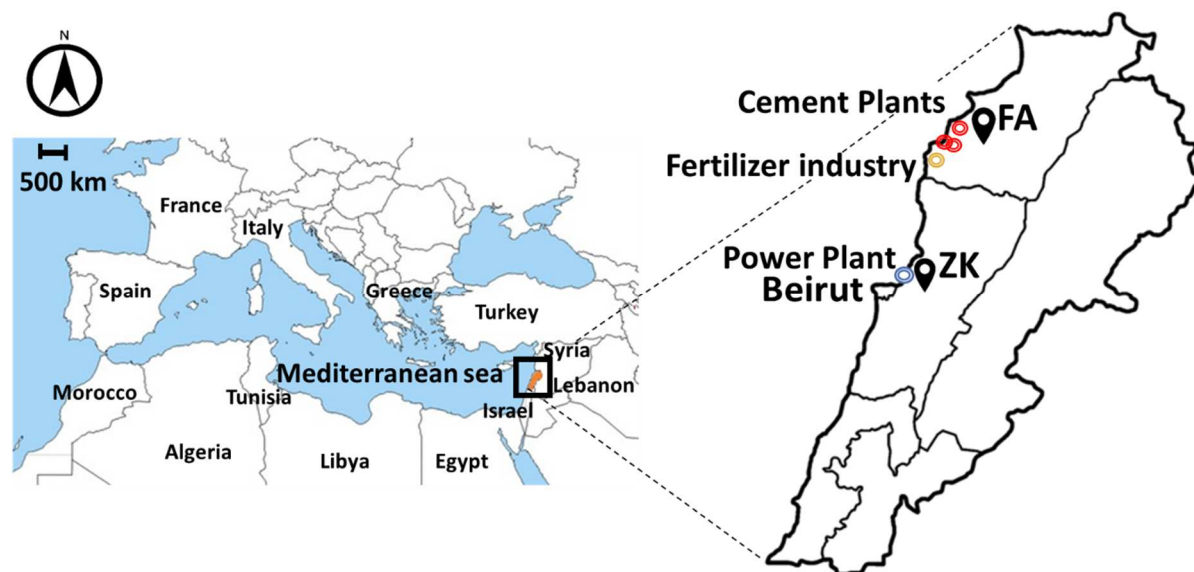 N
500 km
France
Italy
Spain
Greece
Turkey
Syria
Mediterranean sea
Lebanon
Morocco
Tunisia
Israel
Algeria
Libya
Egypt
Cement Plants
FA
Fertilizer industry
Power Plant
ZK
Beirut